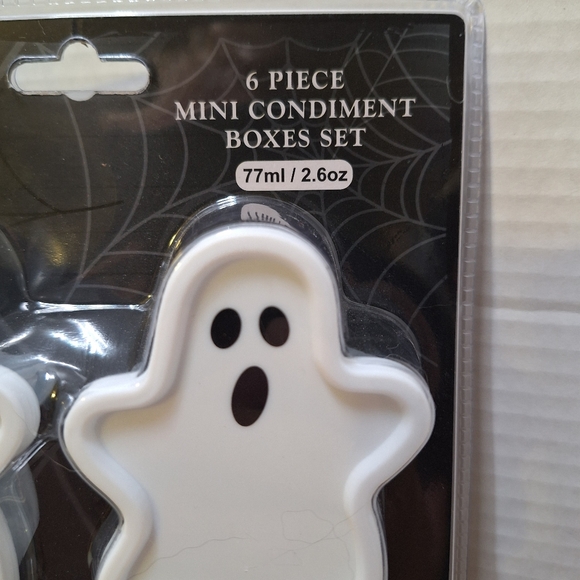 6 PIECE
MINI CONDIMENT
BOXES SET
77ml / 2.6oz